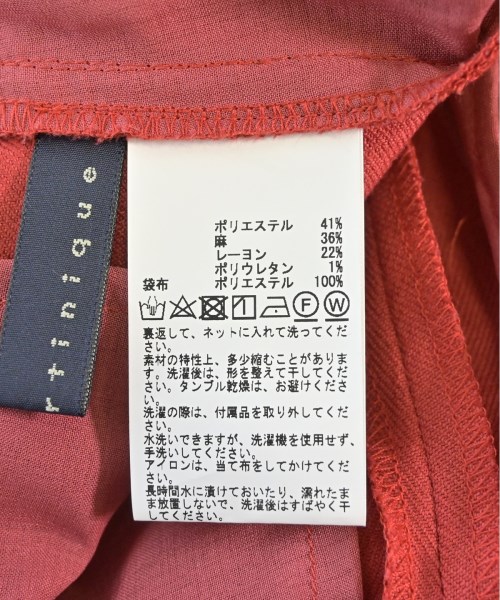 ポリエステル 41%
麻 36%
レーヨン 22%
ポリウレタン 1%
袋布 ポリエステル 100%
F W
裏返して、ネットに入れて洗ってくだ
さい。
素材の特性上、多少縮むことがありま
す。洗濯後は、形を整えて干してくださ
い。タンブル乾燥は、お避けください。
洗濯の際は、付属品を取り外してくだ
さい。
水洗いできますが、洗濯機を使用せず、
手洗いしてください。
アイロンは、当て布をしてかけてくだ
さい。
長時間水に漬けておいたり、濡れたま
ま放置しないで、洗濯後はすばやく干
してください。
rtinique